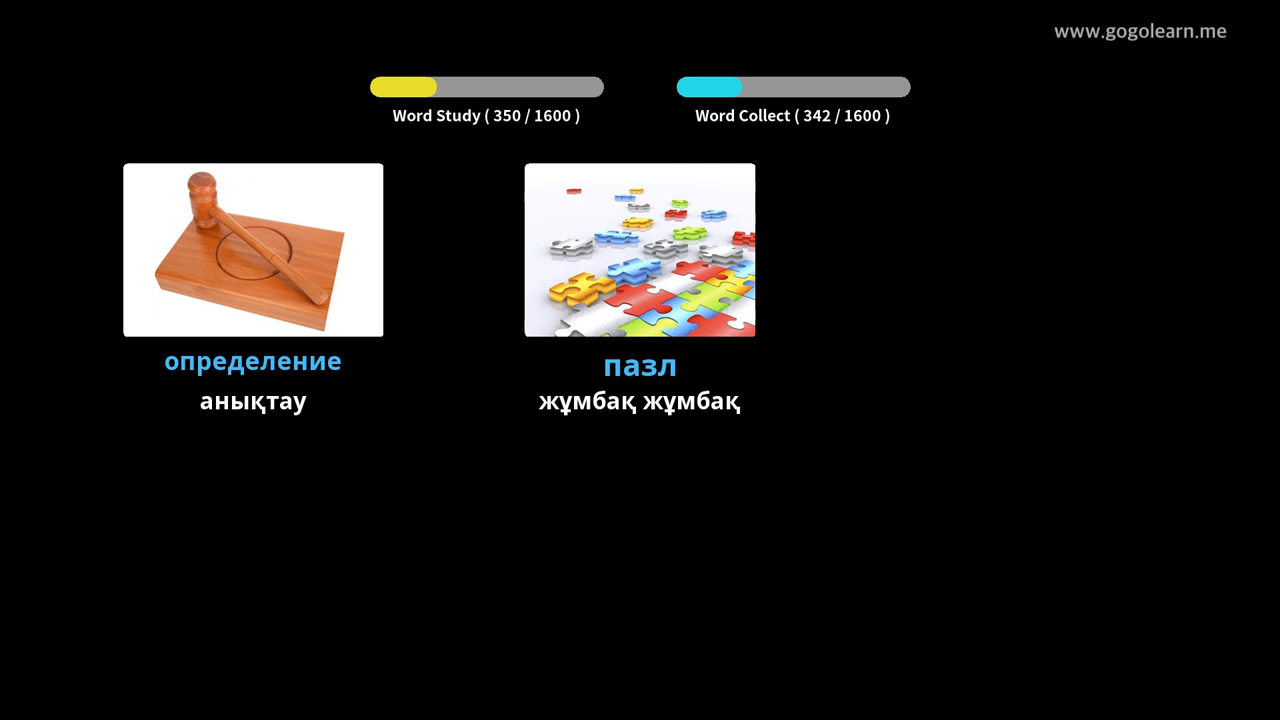 www.gogolearn.me
Word Study ( 350 / 1600 )
Word Collect ( 342 / 1600 )
определение
анықтау
пазл
жұмбақ жұмбақ